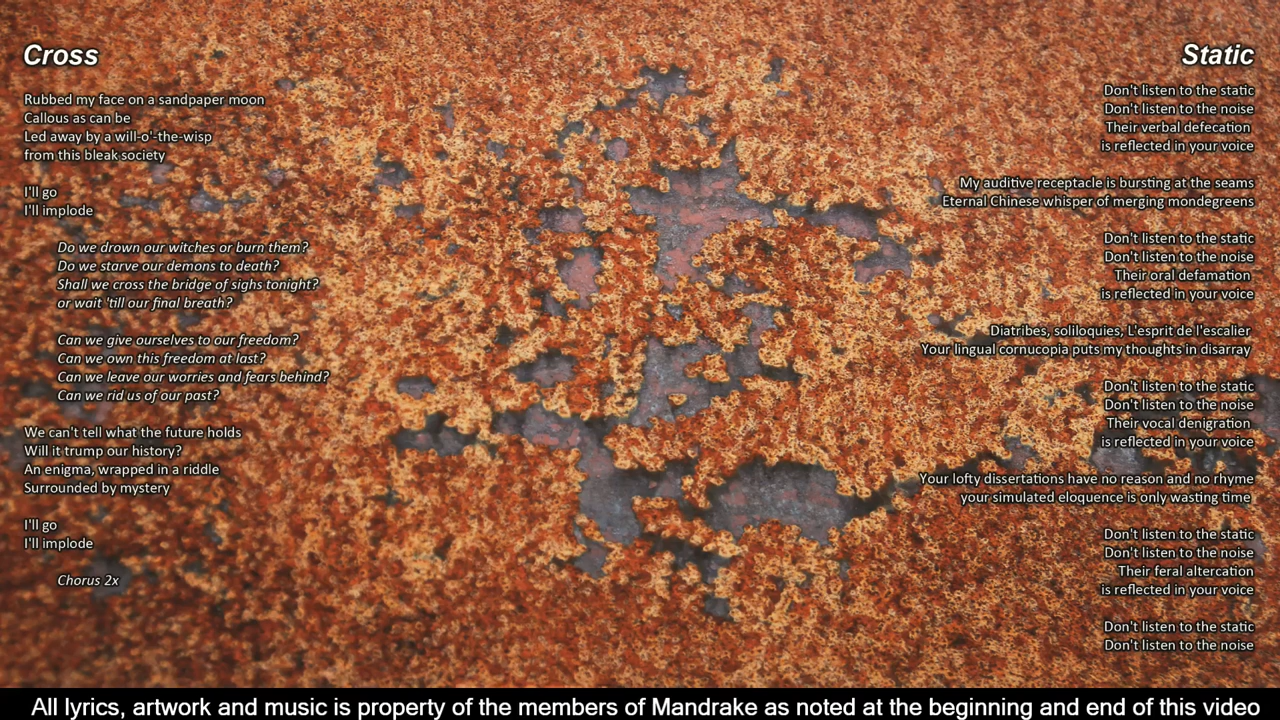 Cross
Rubbed my face on a sandpaper moon
Callous as can be
Led away by a will-o'-the-wisp
from this bleak society
I'll go
I'll implode
Do we drown our witches or burn them?
Do we starve our demons to death?
Shall we cross the bridge of sighs tonight?
or wait 'till our final breath?
Can we give ourselves to our freedom?
Can we own this freedom at last?
Can we leave our worries and fears behind?
Can we rid us of our past?
We can't tell what the future holds
Will it trump our history?
An enigma, wrapped in a riddle
Surrounded by mystery
I'll go
I'll implode
Chorus 2x
Static
Don't listen to the static
Don't listen to the noise
Their verbal defecation
is reflected in your voice
My auditive receptacle is bursting at the seams
Eternal Chinese whisper of merging mondegreens
Don't listen to the static
Don't listen to the noise
Their oral defamation
is reflected in your voice
Diatribes, soliloquies, L'esprit de l'escalier
Your lingual cornucopia puts my thoughts in disarray
Don't listen to the static
Don't listen to the noise
Their vocal denigration
is reflected in your voice
Your lofty dissertations have no reason and no rhyme
your simulated eloquence is only wasting time
Don't listen to the static
Don't listen to the noise
Their feral altercation
is reflected in your voice
Don't listen to the static
Don't listen to the noise
All lyrics, artwork and music is property of the members of Mandrake as noted at the beginning and end of this video